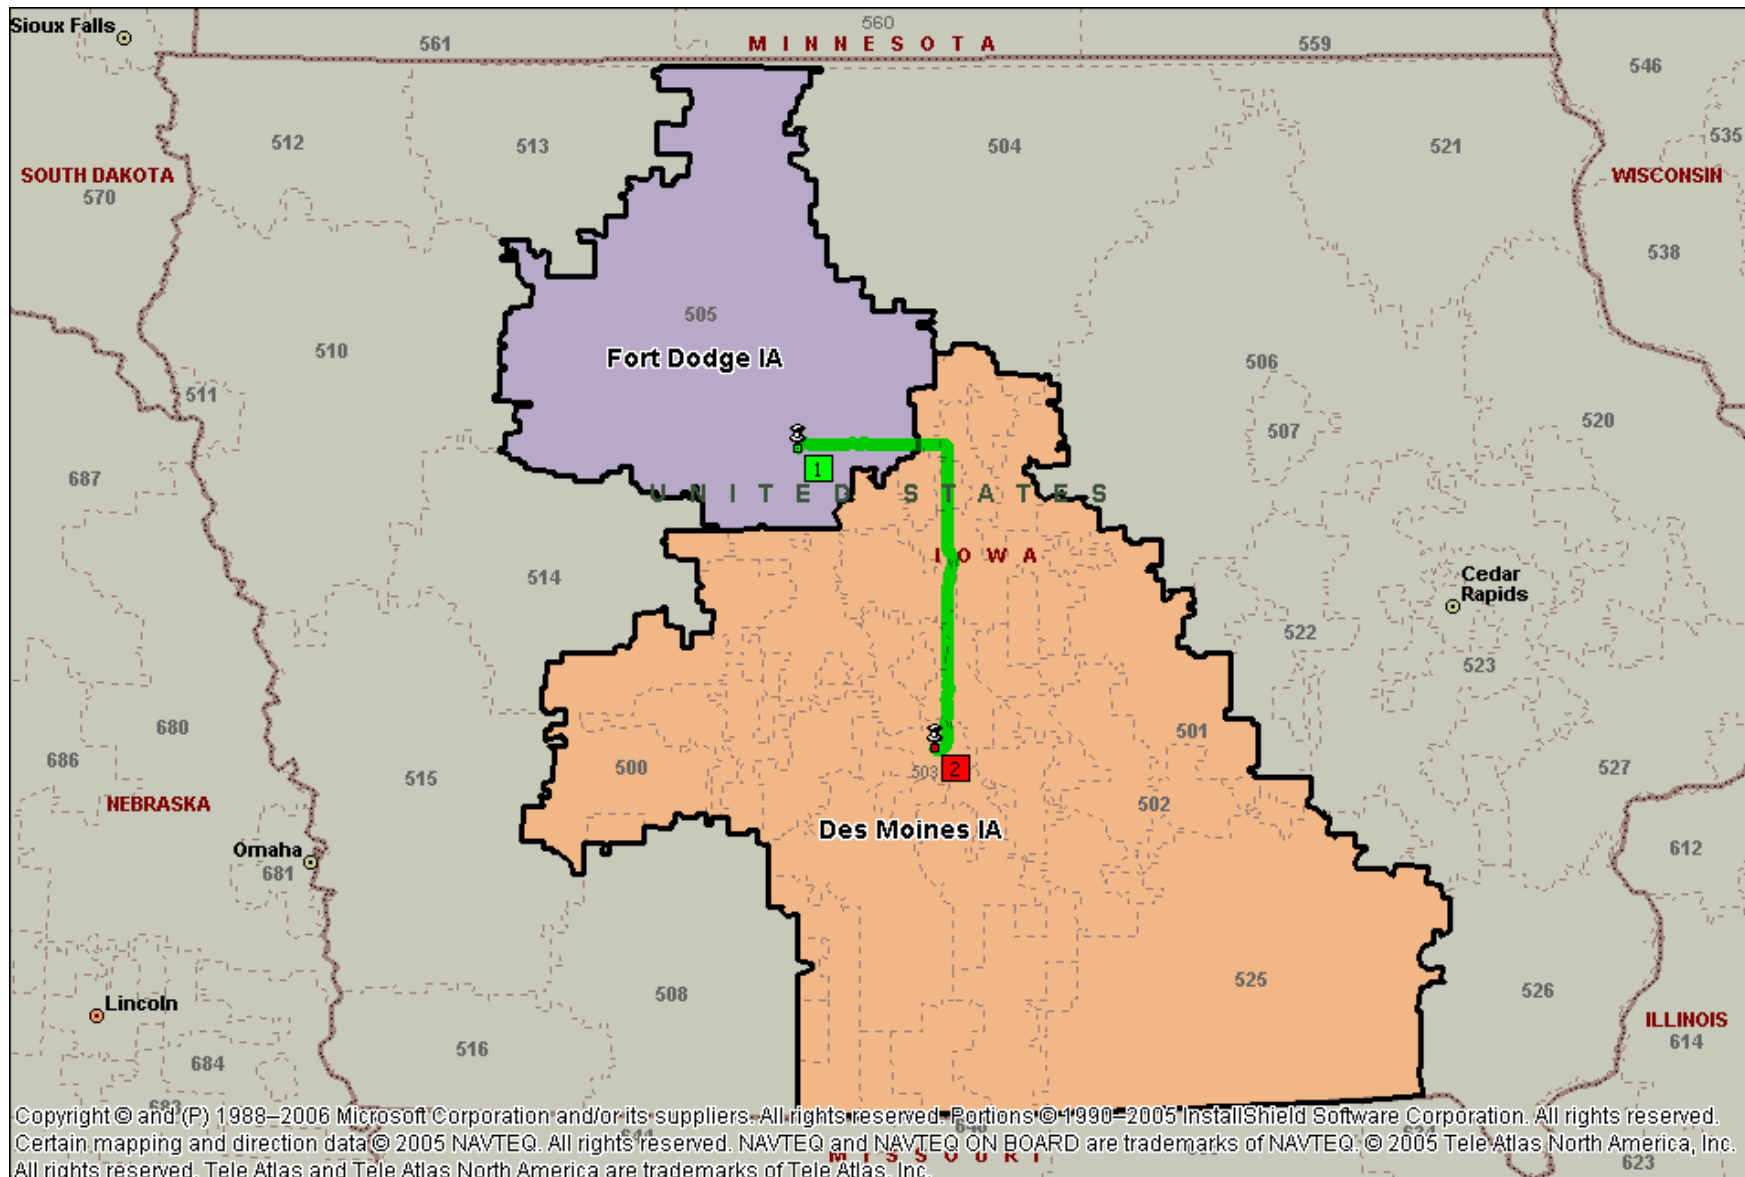 Sioux Falls
560
561
MINNESOTA
559
546
535
512
513
504
521
SOUTH DAKOTA
570
WISCONSIN
538
505
Fort Dodge IA
510
506
511
507
520
687
1
UNITED STATES
IOWA
514
Cedar
Rapids
522
523
680
501
686
515
500
503
2
527
NEBRASKA
502
Des Moines IA
Omaha
681
612
Lincoln
508
525
526
ILLINOIS
614
516
684
683
Copyright © and (P) 1988–2006 Microsoft Corporation and/or its suppliers. All rights reserved. Portions © 1990–2005 InstallShield Software Corporation. All rights reserved.
Certain mapping and direction data © 2005 NAVTEQ. All rights reserved. NAVTEQ and NAVTEQ ON BOARD are trademarks of NAVTEQ. © 2005 Tele Atlas North America, Inc.
All rights reserved. Tele Atlas and Tele Atlas North America are trademarks of Tele Atlas, Inc.
MISSOURI
623